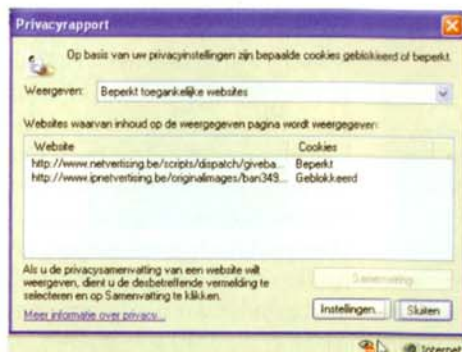 Privacyrapport
Op basis van uw privacyinstellingen zijn bepaalde cookies geblokkeerd of beperkt.
Weergeven: Beperkt toegankelijke websites
Websites waarvan inhoud op de weergegeven pagina wordt weergegeven:
Website Cookies
http://www.netvertising.be/scripts/dispatch/giveba... Beperkt
http://www.ipnetvertising.be/originalimages/ban349... Geblokkeerd
Als u de privacysamenvatting van een website wilt
weergeven, dient u de desbetreffende vermelding te
selecteren en op Samenvatting te klikken.
Samenvatting
Meer informatie over privacy...
Instellingen... Sluiten
Internet